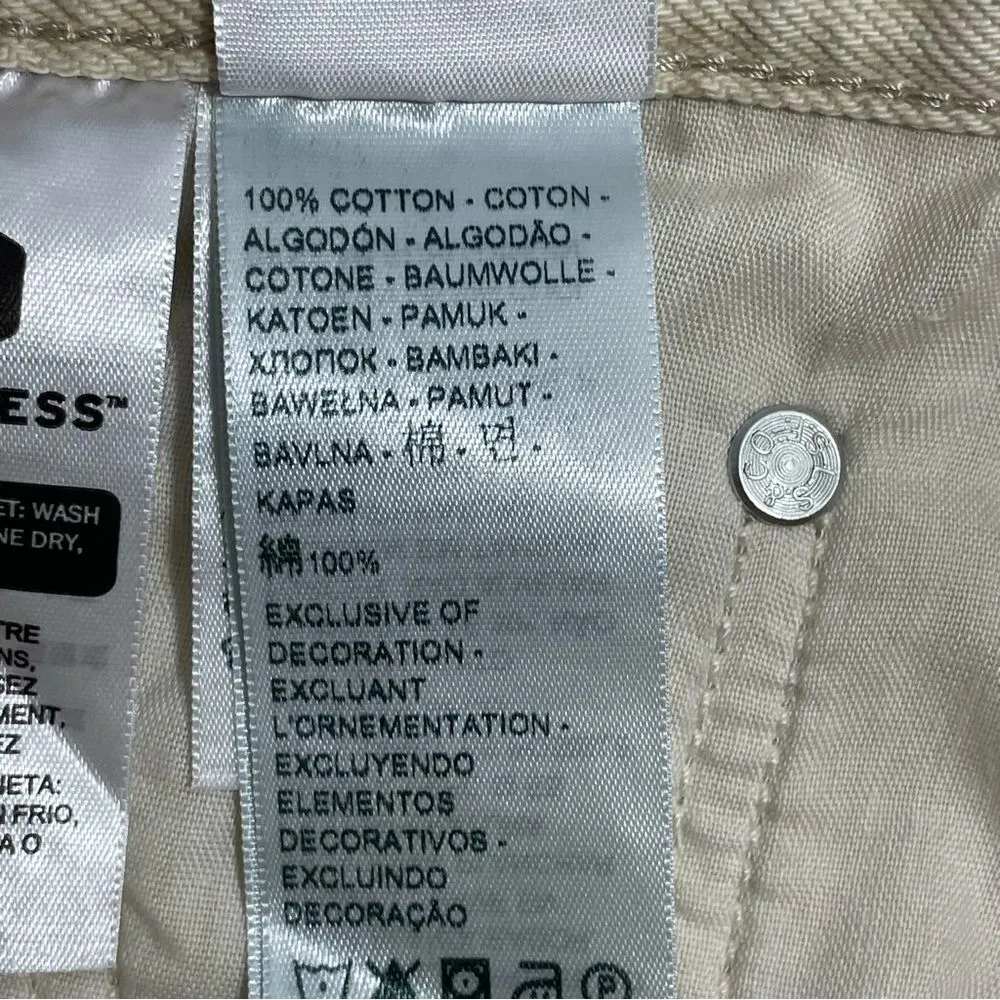 ESS™
ET: WASH
NE DRY,
TRE
NS,
SEZ
MENT,
EZ
UETA:
N FRIO,
A O
100% COTTON - COTON -
ALGODÓN - ALGODÃO -
COTONE - BAUMWOLLE -
KATOEN - PAMUK -
ХЛОПОК - BAMBAKI -
BAWEŁNA - PAMUT -
BAVLNA - 棉 - 면 -
KAPAS
綿100%
EXCLUSIVE OF
DECORATION -
EXCLUANT
L'ORNEMENTATION -
EXCLUYENDO
ELEMENTOS
DECORATIVOS -
EXCLUINDO
DECORAÇÃO
P
L.S.&CO.